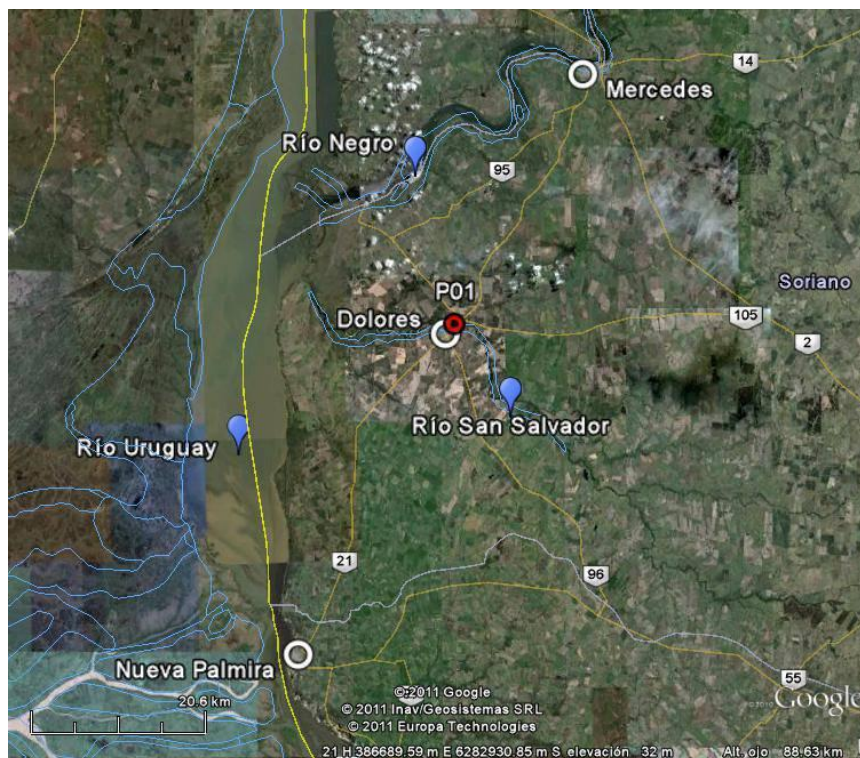 14
Mercedes
Río Negro
95
Soriano
P01
Dolores
105
2
Río San Salvador
Río Uruguay
21
96
Nueva Palmira
55
20.6 km
© 2011 Google
© 2011 Inav/Geosistemas SRL
© 2011 Europa Technologies
©2010 Google
21 H 386689.59 m E 6282930.85 m S elevación 32 m Alt. ojo 88.63 km